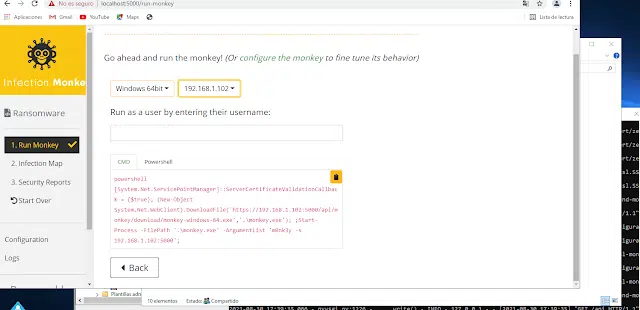 No es seguro | localhost:5000/run-monkey
Aplicaciones Gmail YouTube Maps Lista de lectura
Infection Monke
Ransomware
1. Run Monkey
2. Infection Map
3. Security Reports
Start Over
Configuration
Logs
Go ahead and run the monkey! (Or configure the monkey to fine tune its behavior)
Windows 64bit
192.168.1.102
Run as a user by entering their username:
CMD Powershell
powershell
[System.Net.ServicePointManager]::ServerCertificateValidationCallbac
k = {$true}; (New-Object
System.Net.WebClient).DownloadFile('https://192.168.1.102:5000/api/mo
nkey/download/monkey-windows-64.exe','.\monkey.exe'); ;Start-
Process -FilePath '.\monkey.exe' -ArgumentList 'm0nk3y -s
192.168.1.102:5000';
Back
Plantillas adn
10 elementos Estado: Compartido